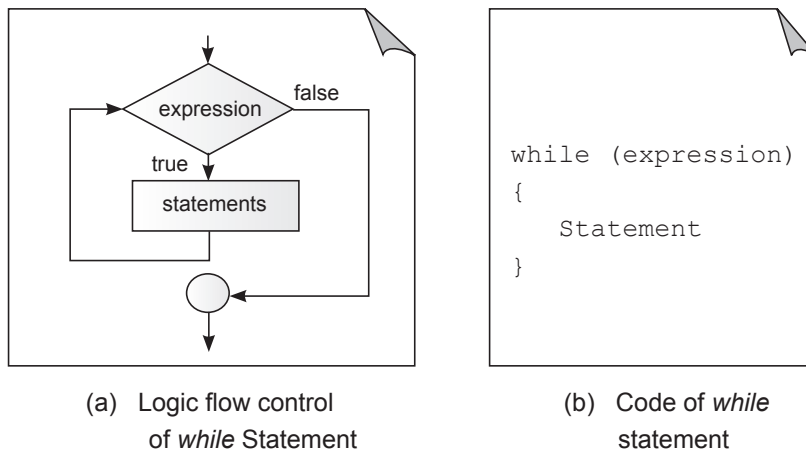 expression
false
true
statements
while (expression)
{
Statement
}
(a) Logic flow control
of while Statement
(b) Code of while
statement